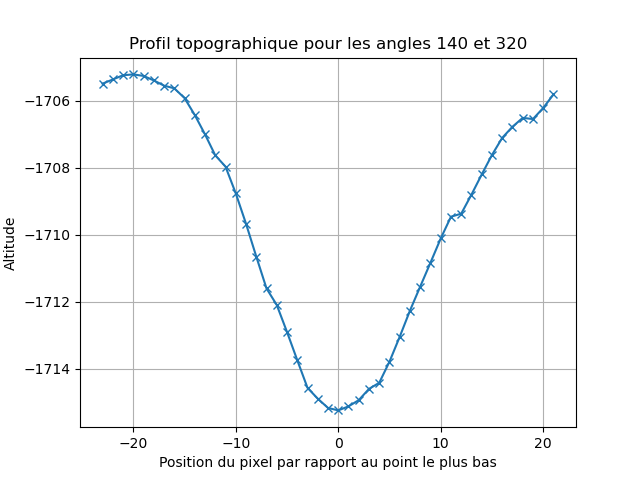 Profil topographique pour les angles 140 et 320
Altitude
−1706
−1708
−1710
−1712
−1714
−20 −10 0 10 20
Position du pixel par rapport au point le plus bas